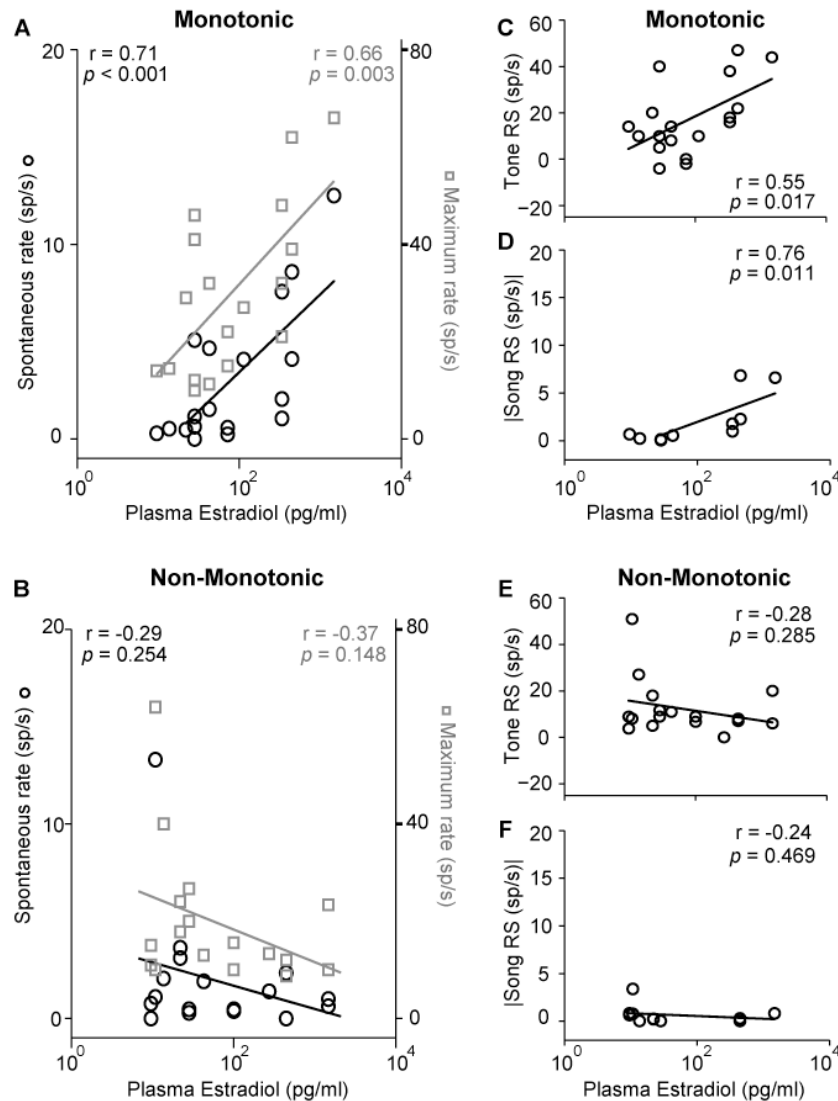 A
Monotonic
20
10
0
Spontaneous rate (sp/s)
r = 0.71
p < 0.001
r = 0.66
p = 0.003
80
40
0
Maximum rate (sp/s)
10^0
10^2
10^4
Plasma Estradiol (pg/ml)
C
Monotonic
60
40
20
0
−20
Tone RS (sp/s)
r = 0.55
p = 0.017
D
20
15
10
5
0
|Song RS (sp/s)|
r = 0.76
p = 0.011
10^0
10^2
10^4
Plasma Estradiol (pg/ml)
B
Non-Monotonic
20
10
0
Spontaneous rate (sp/s)
r = -0.29
p = 0.254
r = -0.37
p = 0.148
80
40
0
Maximum rate (sp/s)
10^0
10^2
10^4
Plasma Estradiol (pg/ml)
E
Non-Monotonic
60
40
20
0
−20
Tone RS (sp/s)
r = -0.28
p = 0.285
F
20
15
10
5
0
|Song RS (sp/s)|
r = -0.24
p = 0.469
10^0
10^2
10^4
Plasma Estradiol (pg/ml)